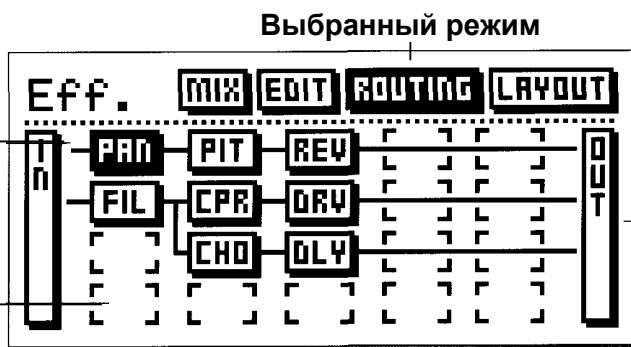 Выбранный режим
Eff. MIX EDIT ROUTING LAYOUT
IN PAN PIT REV OUT
FIL CPR DRV
CHO DLY